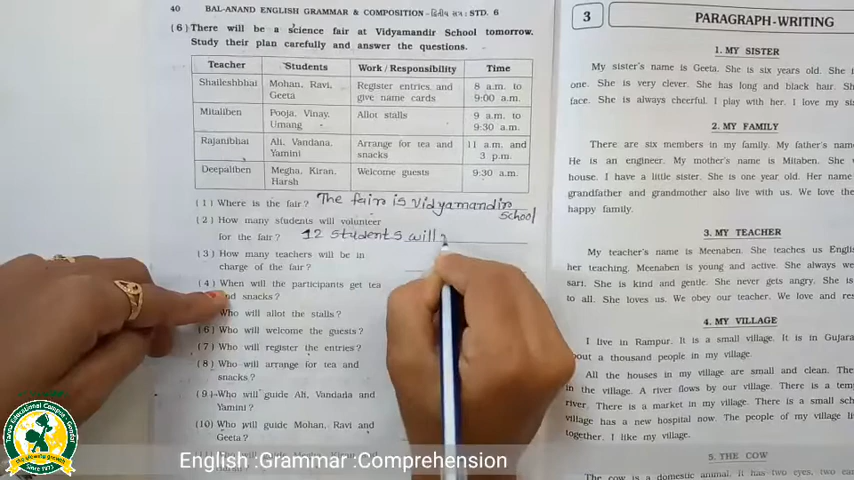 40 BAL-ANAND ENGLISH GRAMMAR & COMPOSITION - દ્વિતીય સત્ર : STD. 6
(6) There will be a science fair at Vidyamandir School tomorrow.
Study their plan carefully and answer the questions.
Teacher Students Work / Responsibility Time
Shaileshbhai Mohan, Ravi, Geeta Register entries and give name cards 8 a.m. to 9:00 a.m.
Mitaliben Pooja, Vinay, Umang Allot stalls 9 a.m. to 9:30 a.m.
Rajanibhai Ali, Vandana, Yamini Arrange for tea and snacks 11 a.m. and 3 p.m.
Deepaliben Megha, Kiran, Harsh Welcome guests 9:30 a.m.
(1) Where is the fair? The fair is vidyamandir
school
(2) How many students will volunteer
for the fair? 12 students will
(3) How many teachers will be in
charge of the fair?
(4) When will the participants get tea
and snacks?
Who will allot the stalls?
(6) Who will welcome the guests?
(7) Who will register the entries?
(8) Who will arrange for tea and
snacks?
(9) Who will guide Ali, Vandana and
Yamini?
(10) Who will guide Mohan, Ravi and
Geeta?
3 PARAGRAPH-WRITING
1. MY SISTER
My sister's name is Geeta. She is six years old. She is
one. She is very clever. She has long and black hair.
face. She is always cheerful. I play with her. I love my
2. MY FAMILY
There are six members in my family. My father's
He is an engineer. My mother's name is Mitaben. She
house. I have a little sister. She is one year old. Her name
grandfather and grandmother also live with us. We love
happy family.
3. MY TEACHER
My teacher's name is Meenaben. She teaches us
her teaching. Meenaben is young and active. She always
sari. She is kind and gentle. She never gets angry. She is
to all. She loves us. We obey our teacher. We love and
4. MY VILLAGE
I live in Rampur. It is a small village. It is in
about a thousand people in my village.
All the houses in my village are small and clean. The
in the village. A river flows by our village. There is a
river. There is a market in my village. There is a small
village has a new hospital now. The people of my village
together. I like my village.
5. THE COW
The cow is a domestic animal. It has two eyes, two
English :Grammar :Comprehension
Since 1973